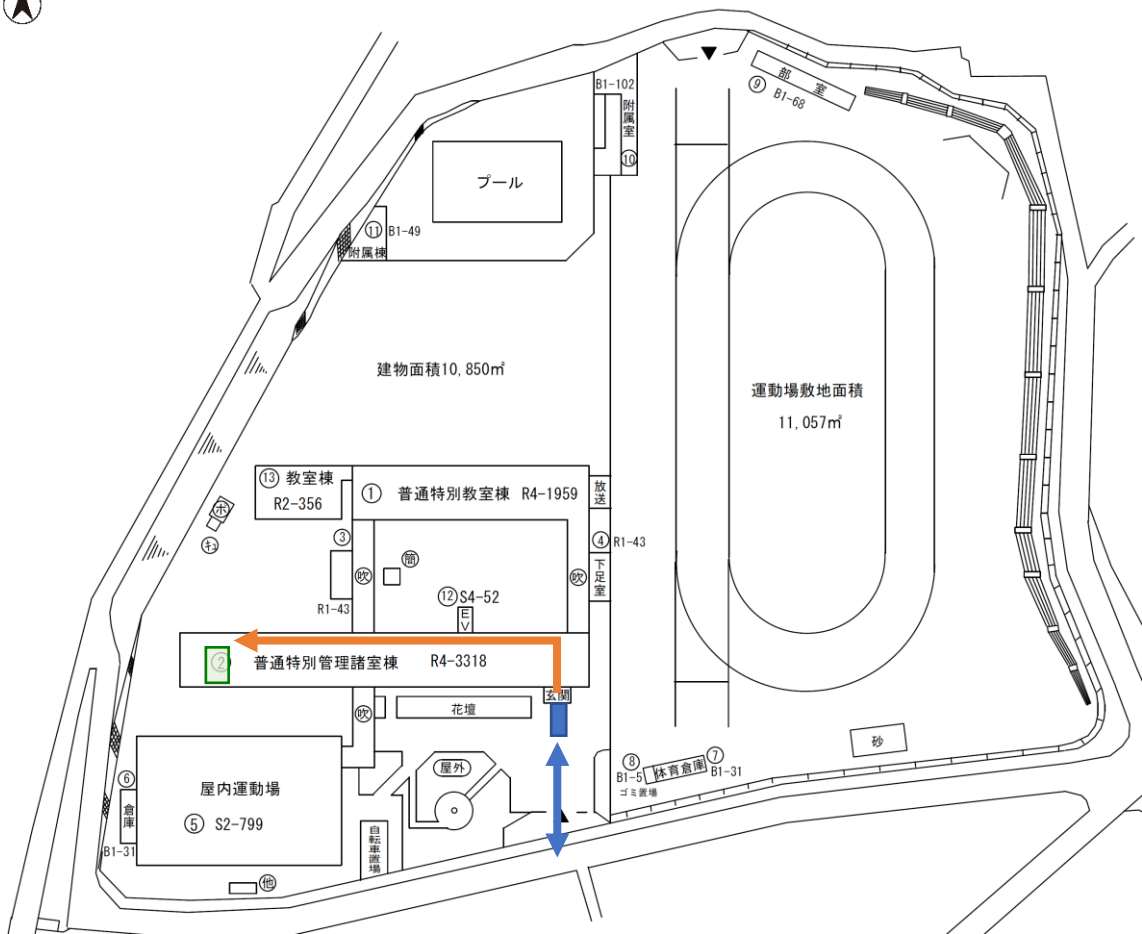 部室
⑨ B1-68
B1-102
附属室
⑩
プール
⑪ B1-49
附属棟
建物面積10,850㎡
運動場敷地面積
11,057㎡
⑬ 教室棟
R2-356
① 普通特別教室棟 R4-1959
放送
③
④ R1-43
下足室
ホ
キュ
吹
簡
吹
R1-43
⑫ S4-52
EV
② 普通特別管理諸室棟 R4-3318
玄関
吹
花壇
砂
⑧
B1-5
ゴミ置場
体育倉庫
⑦
B1-31
屋外
⑥
倉庫
B1-31
屋内運動場
⑤ S2-799
自転車置場
他